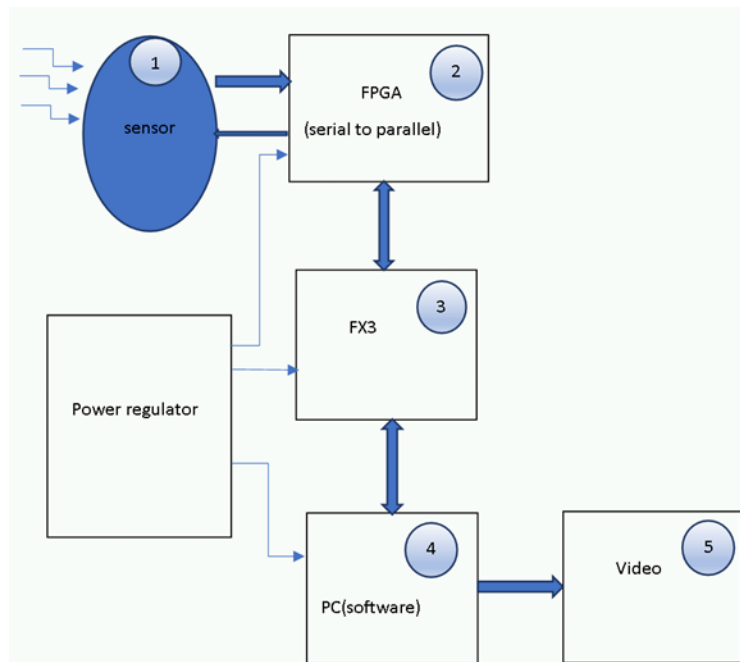 1
sensor
2
FPGA
(serial to parallel)
3
FX3
Power regulator
4
PC(software)
5
Video